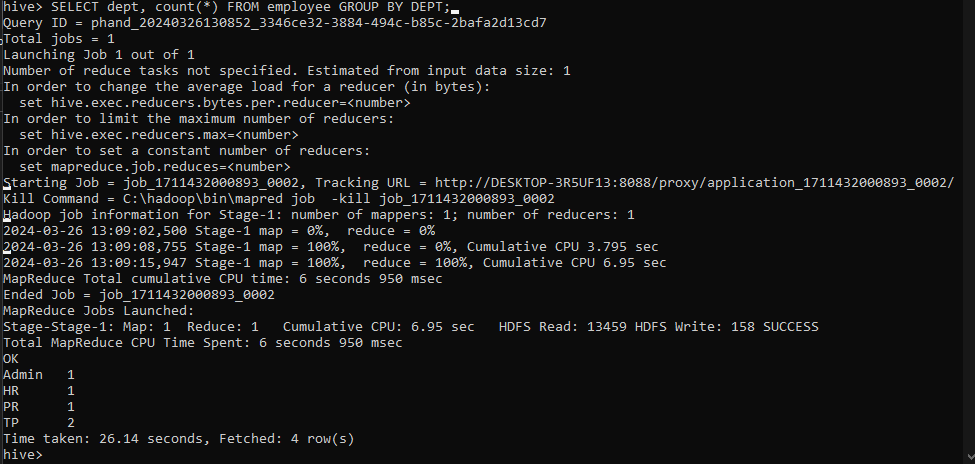 hive> SELECT dept, count(*) FROM employee GROUP BY DEPT;
Query ID = phand_20240326130852_3346ce32-3884-494c-b85c-2bafa2d13cd7
Total jobs = 1
Launching Job 1 out of 1
Number of reduce tasks not specified. Estimated from input data size: 1
In order to change the average load for a reducer (in bytes):
  set hive.exec.reducers.bytes.per.reducer=<number>
In order to limit the maximum number of reducers:
  set hive.exec.reducers.max=<number>
In order to set a constant number of reducers:
  set mapreduce.job.reduces=<number>
Starting Job = job_1711432000893_0002, Tracking URL = http://DESKTOP-3R5UF13:8088/proxy/application_1711432000893_0002/
Kill Command = C:\hadoop\bin\mapred job  -kill job_1711432000893_0002
Hadoop job information for Stage-1: number of mappers: 1; number of reducers: 1
2024-03-26 13:09:02,500 Stage-1 map = 0%,  reduce = 0%
2024-03-26 13:09:08,755 Stage-1 map = 100%,  reduce = 0%, Cumulative CPU 3.795 sec
2024-03-26 13:09:15,947 Stage-1 map = 100%,  reduce = 100%, Cumulative CPU 6.95 sec
MapReduce Total cumulative CPU time: 6 seconds 950 msec
Ended Job = job_1711432000893_0002
MapReduce Jobs Launched:
Stage-Stage-1: Map: 1  Reduce: 1   Cumulative CPU: 6.95 sec   HDFS Read: 13459 HDFS Write: 158 SUCCESS
Total MapReduce CPU Time Spent: 6 seconds 950 msec
OK
Admin   1
HR      1
PR      1
TP      2
Time taken: 26.14 seconds, Fetched: 4 row(s)
hive>